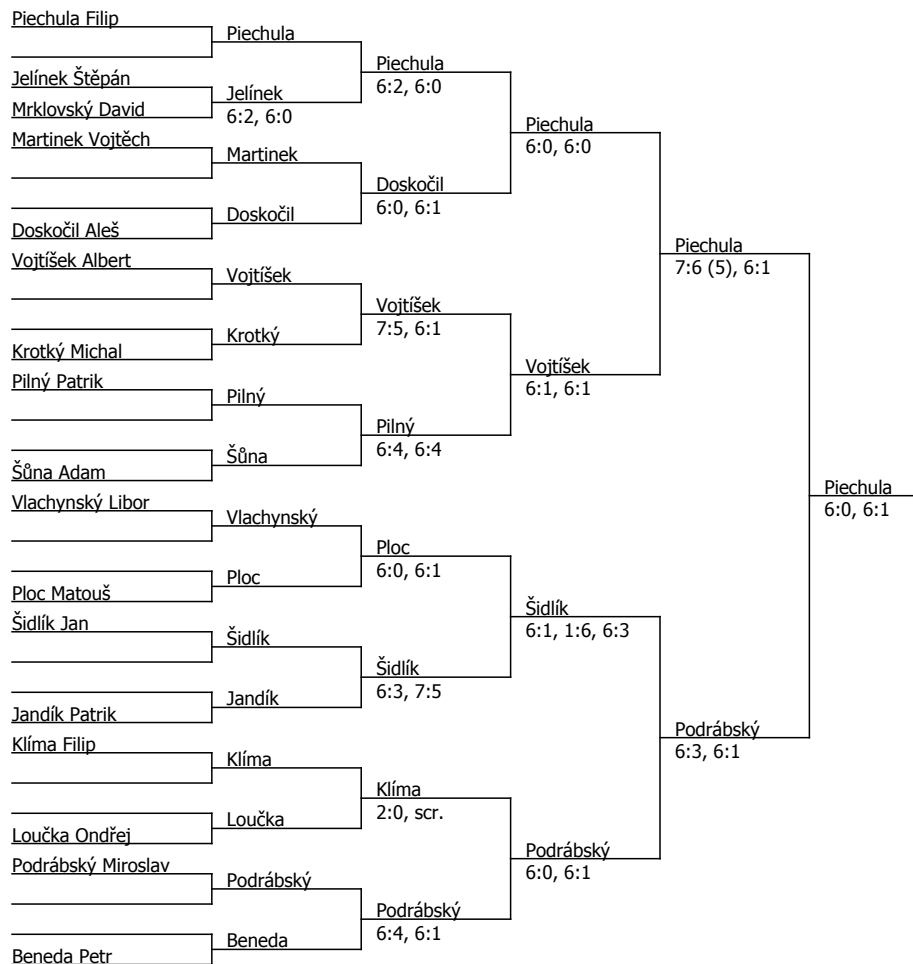 Piechula Filip
Piechula
Piechula
6:2, 6:0
Jelínek Štěpán
Jelínek
6:2, 6:0
Mrklovský David
Piechula
6:0, 6:0
Martinek Vojtěch
Martinek
Doskočil
6:0, 6:1
Doskočil
Doskočil Aleš
Piechula
7:6 (5), 6:1
Vojtíšek Albert
Vojtíšek
Vojtíšek
7:5, 6:1
Krotký
Krotký Michal
Vojtíšek
6:1, 6:1
Pilný Patrik
Pilný
Pilný
6:4, 6:4
Šůna
Šůna Adam
Piechula
6:0, 6:1
Vlachynský Libor
Vlachynský
Ploc
6:0, 6:1
Ploc
Ploc Matouš
Šidlík
6:1, 1:6, 6:3
Šidlík Jan
Šidlík
Šidlík
6:3, 7:5
Jandík
Jandík Patrik
Podrábský
6:3, 6:1
Klíma Filip
Klíma
Klíma
2:0, scr.
Loučka
Loučka Ondřej
Podrábský
6:0, 6:1
Podrábský Miroslav
Podrábský
Podrábský
6:4, 6:1
Beneda
Beneda Petr